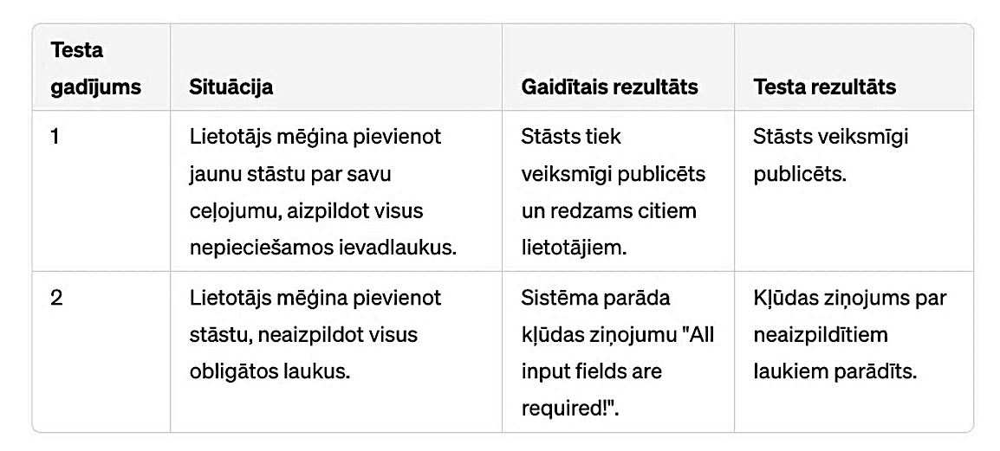 Testa
gadījums
Situācija
Gaidītais rezultāts
Testa rezultāts
1
Lietotājs mēģina pievienot
jaunu stāstu par savu
ceļojumu, aizpildot visus
nepieciešamos ievadlaukus.
Stāsts tiek
veiksmīgi publicēts
un redzams citiem
lietotājiem.
Stāsts veiksmīgi
publicēts.
2
Lietotājs mēģina pievienot
stāstu, neaizpildot visus
obligātos laukus.
Sistēma parāda
kļūdas ziņojumu "All
input fields are
required!".
Kļūdas ziņojums par
neaizpildītiem
laukiem parādīts.